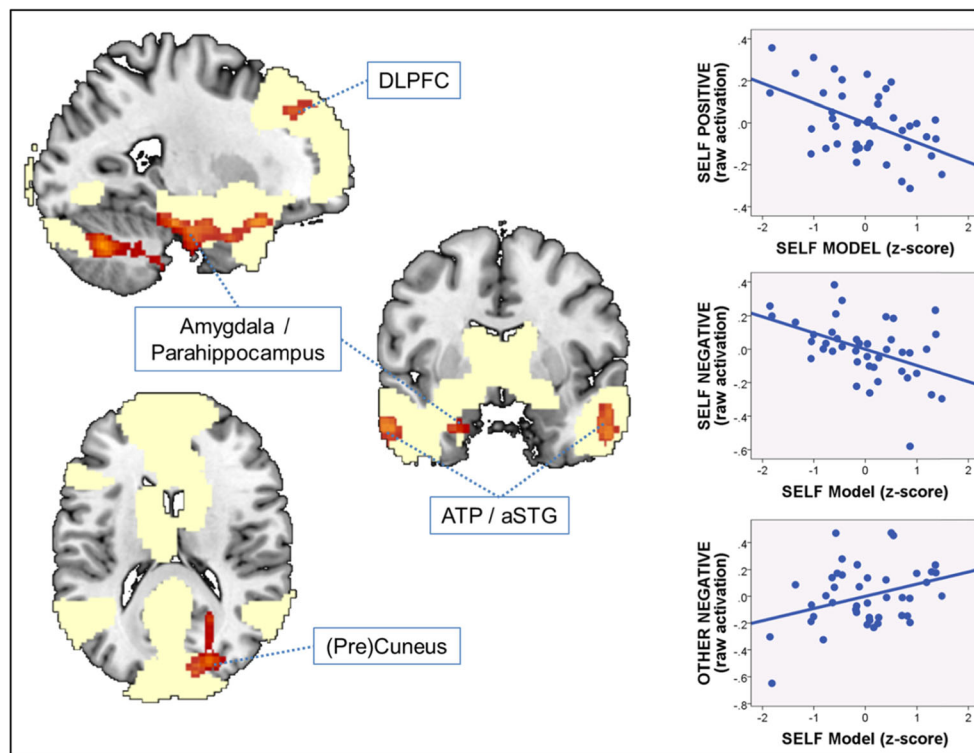 DLPFC
Amygdala /
Parahippocampus
ATP / aSTG
(Pre)Cuneus
SELF POSITIVE
(raw activation)
.4
.2
.0
-.2
-.4
-2
-1
0
1
2
SELF MODEL (z-score)
SELF NEGATIVE
(raw activation)
.4
.2
.0
-.2
-.4
-.6
-2
-1
0
1
2
SELF Model (z-score)
OTHER NEGATIVE
(raw activation)
.6
.4
.2
.0
-.2
-.4
-.6
-.8
-2
-1
0
1
2
SELF Model (z-score)